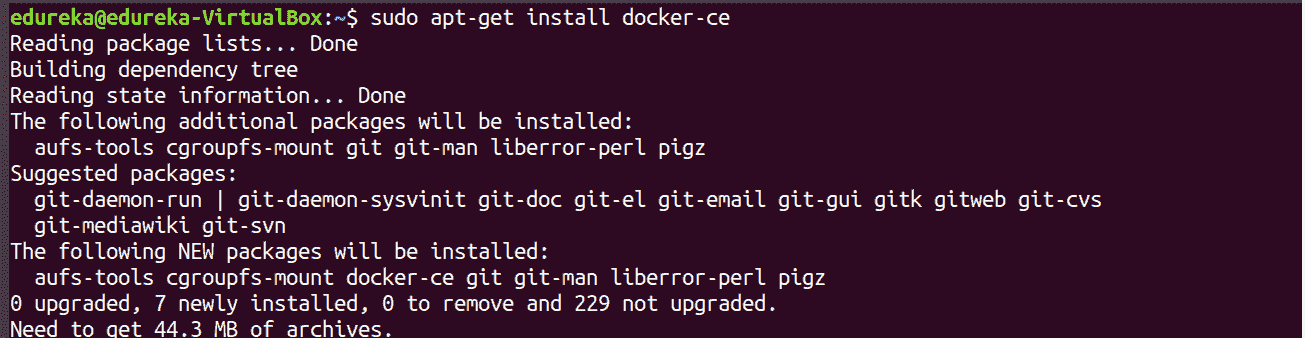 edureka@edureka-VirtualBox:~$ sudo apt-get install docker-ce
Reading package lists... Done
Building dependency tree
Reading state information... Done
The following additional packages will be installed:
  aufs-tools cgroupfs-mount git git-man liberror-perl pigz
Suggested packages:
  git-daemon-run | git-daemon-sysvinit git-doc git-el git-email git-gui gitk gitweb git-cvs
  git-mediawiki git-svn
The following NEW packages will be installed:
  aufs-tools cgroupfs-mount docker-ce git git-man liberror-perl pigz
0 upgraded, 7 newly installed, 0 to remove and 229 not upgraded.
Need to get 44.3 MB of archives.